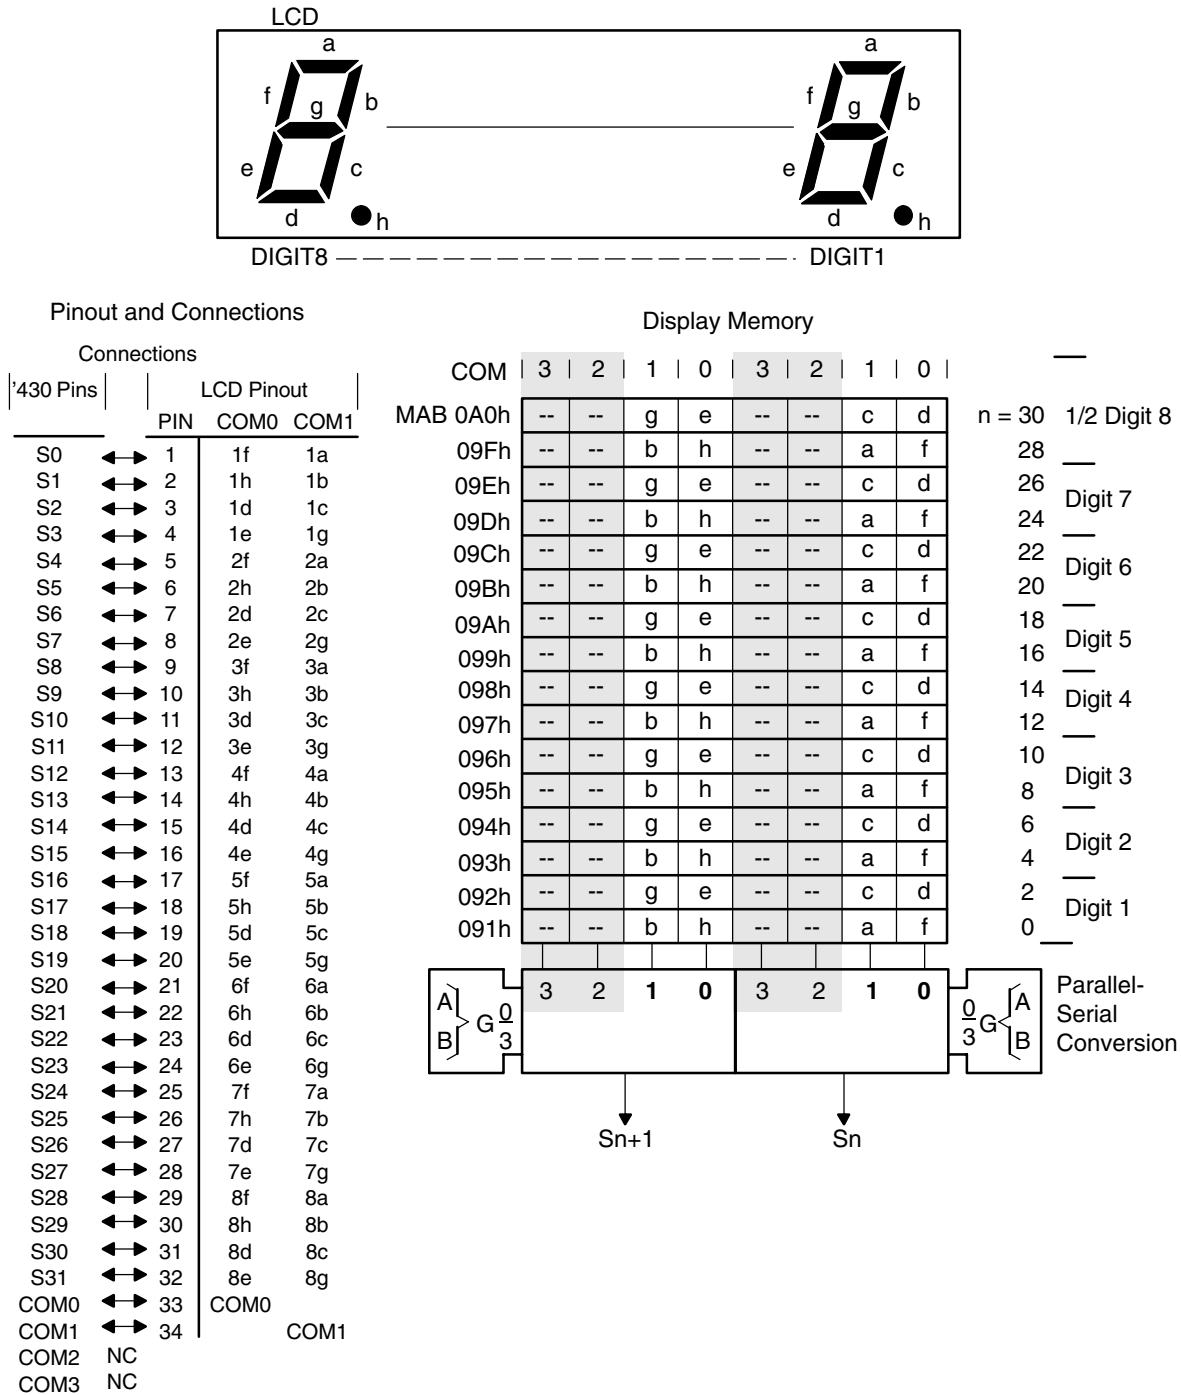 LCD
a
f
g
b
e
c
d
h
a
f
g
b
e
c
d
h
DIGIT8
DIGIT1
Pinout and Connections
Connections
'430 Pins
LCD Pinout
PIN COM0 COM1
S0 1 1f 1a
S1 2 1h 1b
S2 3 1d 1c
S3 4 1e 1g
S4 5 2f 2a
S5 6 2h 2b
S6 7 2d 2c
S7 8 2e 2g
S8 9 3f 3a
S9 10 3h 3b
S10 11 3d 3c
S11 12 3e 3g
S12 13 4f 4a
S13 14 4h 4b
S14 15 4d 4c
S15 16 4e 4g
S16 17 5f 5a
S17 18 5h 5b
S18 19 5d 5c
S19 20 5e 5g
S20 21 6f 6a
S21 22 6h 6b
S22 23 6d 6c
S23 24 6e 6g
S24 25 7f 7a
S25 26 7h 7b
S26 27 7d 7c
S27 28 7e 7g
S28 29 8f 8a
S29 30 8h 8b
S30 31 8d 8c
S31 32 8e 8g
COM0 33 COM0
COM1 34 COM1
COM2 NC
COM3 NC
Display Memory
COM 3 2 1 0 3 2 1 0
MAB 0A0h -- -- g e -- -- c d n = 30 1/2 Digit 8
09Fh -- -- b h -- -- a f 28
09Eh -- -- g e -- -- c d 26
Digit 7
09Dh -- -- b h -- -- a f 24
09Ch -- -- g e -- -- c d 22
Digit 6
09Bh -- -- b h -- -- a f 20
09Ah -- -- g e -- -- c d 18
Digit 5
099h -- -- b h -- -- a f 16
098h -- -- g e -- -- c d 14
Digit 4
097h -- -- b h -- -- a f 12
096h -- -- g e -- -- c d 10
Digit 3
095h -- -- b h -- -- a f 8
094h -- -- g e -- -- c d 6
Digit 2
093h -- -- b h -- -- a f 4
092h -- -- g e -- -- c d 2
Digit 1
091h -- -- b h -- -- a f 0
A
B
G 0
3
3 2 1 0 3 2 1 0
0
3 G
A
B
Parallel-
Serial
Conversion
Sn+1
Sn